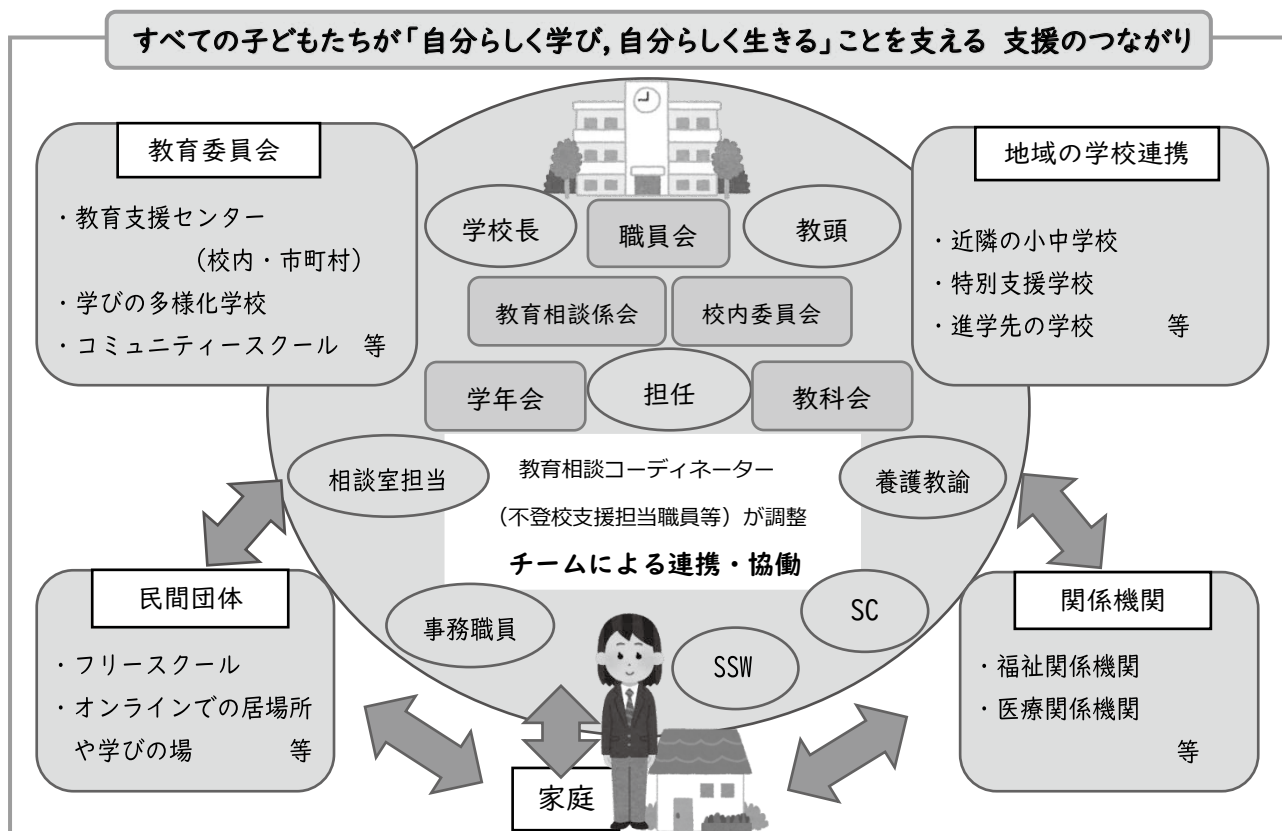 すべての子どもたちが「自分らしく学び,自分らしく生きる」ことを支える 支援のつながり
教育委員会
・教育支援センター
(校内・市町村)
・学びの多様化学校
・コミュニティースクール 等
地域の学校連携
・近隣の小中学校
・特別支援学校
・進学先の学校 等
学校長
職員会
教頭
教育相談係会
校内委員会
学年会
担任
教科会
相談室担当
教育相談コーディネーター
(不登校支援担当職員等)が調整
チームによる連携・協働
養護教諭
事務職員
SSW
SC
民間団体
・フリースクール
・オンラインでの居場所
や学びの場 等
関係機関
・福祉関係機関
・医療関係機関
等
家庭